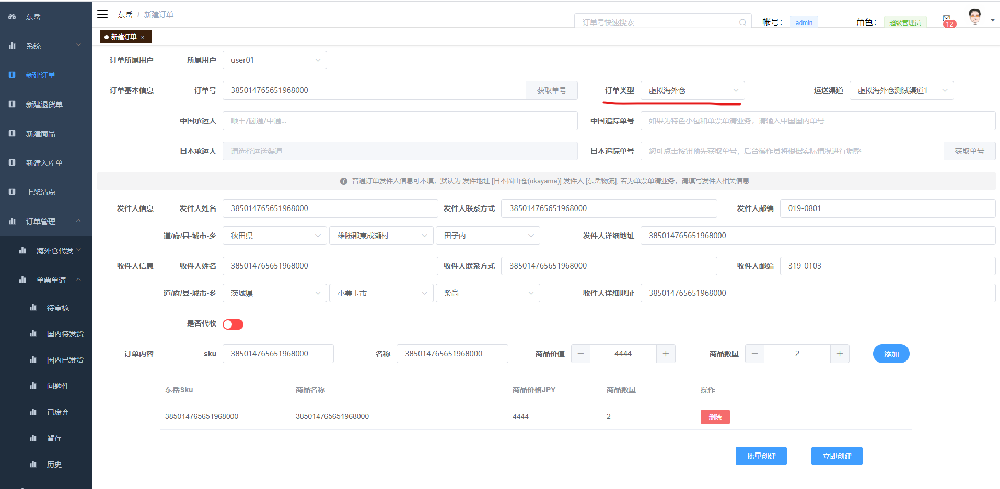 东岳
系统
新建订单
新建退货单
新建商品
新建入库单
上架清点
订单管理
海外仓代发
单票单请
待审核
国内待发货
国内已发货
问题件
已废弃
暂存
历史
东岳 / 新建订单
订单号快速搜索
帐号： admin
角色： 超级管理员
12
新建订单 ×
订单所属用户 所属用户 user01
订单基本信息 订单号 385014765651968000 获取单号 订单类型 虚拟海外仓 运送渠道 虚拟海外仓测试渠道1
中国承运人 顺丰/圆通/中通... 中国追踪单号 如果为特色小包和单票单清业务，请输入中国国内单号
日本承运人 请选择运送渠道 日本追踪单号 您可点击按钮预先获取单号，后台操作员将根据实际情况进行调整 获取单号
普通订单发件人信息可不填，默认为 发件地址 [日本岡山仓(okayama)] 发件人 [东岳物流], 若为单票单清业务，请填写发件人相关信息
发件人信息 发件人姓名 385014765651968000 发件人联系方式 385014765651968000 发件人邮编 019-0801
道/府/县-城市-乡 秋田県 雄勝郡東成瀬村 田子内 发件人详细地址 385014765651968000
收件人信息 收件人姓名 385014765651968000 收件人联系方式 385014765651968000 收件人邮编 319-0103
道/府/县-城市-乡 茨城県 小美玉市 柴高 收件人详细地址 385014765651968000
是否代收
订单内容 sku 385014765651968000 名称 385014765651968000 商品价值 4444 商品数量 2 添加
东岳Sku 商品名称 商品价格JPY 商品数量 操作
385014765651968000 385014765651968000 4444 2 删除
批量创建 立即创建